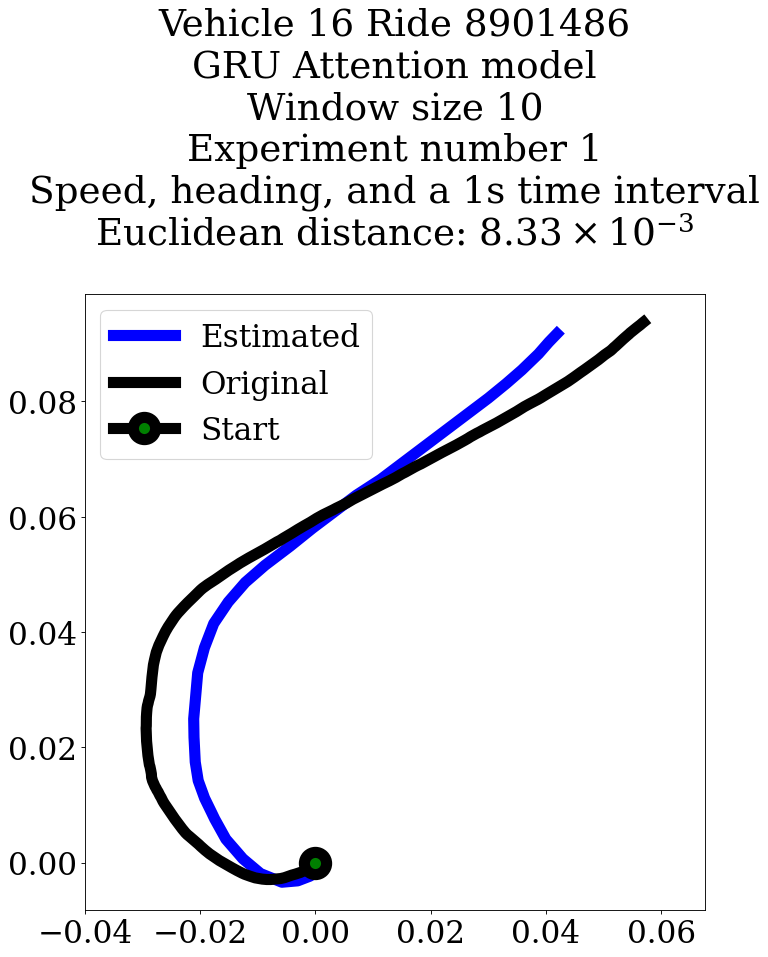 Vehicle 16 Ride 8901486
GRU Attention model
Window size 10
Experiment number 1
Speed, heading, and a 1s time interval
Euclidean distance: 8.33 × 10⁻³
Estimated
Original
Start
0.08
0.06
0.04
0.02
0.00
−0.04 −0.02 0.00 0.02 0.04 0.06